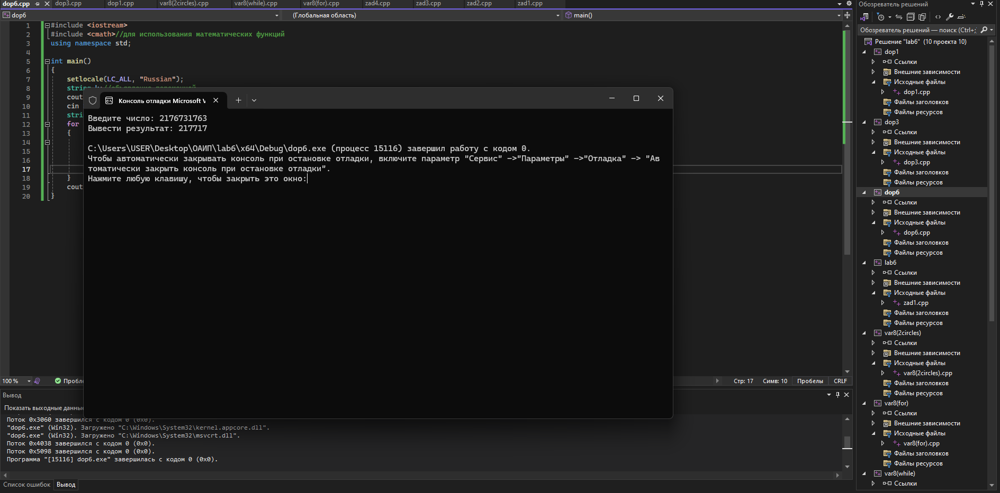 dop6.cpp dop3.cpp dop1.cpp var8(2circles).cpp var8(while).cpp var8(for).cpp zad4.cpp zad3.cpp zad2.cpp zad1.cpp
dop6 (Глобальная область) main()
1 #include <iostream>
2 #include <cmath>//для использования математических функций
3 using namespace std;
4
5 int main()
6 {
7 setlocale(LC_ALL, "Russian");
8
9 cout
10 cin
11 stri
12 for
13 {
14
15
16
17
18 }
19 cout
20 }
Консоль отладки Microsoft V
Введите число: 2176731763
Вывести результат: 217717
C:\Users\USER\Desktop\ОАИП\lab6\x64\Debug\dop6.exe (процесс 15116) завершил работу с кодом 0.
Чтобы автоматически закрывать консоль при остановке отладки, включите параметр "Сервис" ->"Параметры" ->"Отладка" -> "Ав
томатически закрыть консоль при остановке отладки".
Нажмите любую клавишу, чтобы закрыть это окно:
100 % Пробле Стр: 17 Симв: 10 Пробелы CRLF
Вывод
Показать выходные данные
Поток 0x3060 завершился с кодом 0 (0x0).
"dop6.exe" (Win32). Загружено "C:\Windows\System32\kernel.appcore.dll".
"dop6.exe" (Win32). Загружено "C:\Windows\System32\msvcrt.dll".
Поток 0x4038 завершился с кодом 0 (0x0).
Поток 0x5098 завершился с кодом 0 (0x0).
Программа "[15116] dop6.exe" завершилась с кодом 0 (0x0).
Список ошибок Вывод
Обозреватель решений
Обозреватель решений — поиск (Ctrl+;
Решение "lab6" (10 проекта 10)
dop1
Ссылки
Внешние зависимости
Исходные файлы
dop1.cpp
Файлы заголовков
Файлы ресурсов
dop3
Ссылки
Внешние зависимости
Исходные файлы
dop3.cpp
Файлы заголовков
Файлы ресурсов
dop6
Ссылки
Внешние зависимости
Исходные файлы
dop6.cpp
Файлы заголовков
Файлы ресурсов
lab6
Ссылки
Внешние зависимости
Исходные файлы
zad1.cpp
Файлы заголовков
Файлы ресурсов
var8(2circles)
Ссылки
Внешние зависимости
Исходные файлы
var8(2circles).cpp
Файлы заголовков
Файлы ресурсов
var8(for)
Ссылки
Внешние зависимости
Исходные файлы
var8(for).cpp
Файлы заголовков
Файлы ресурсов
var8(while)
Ссылки